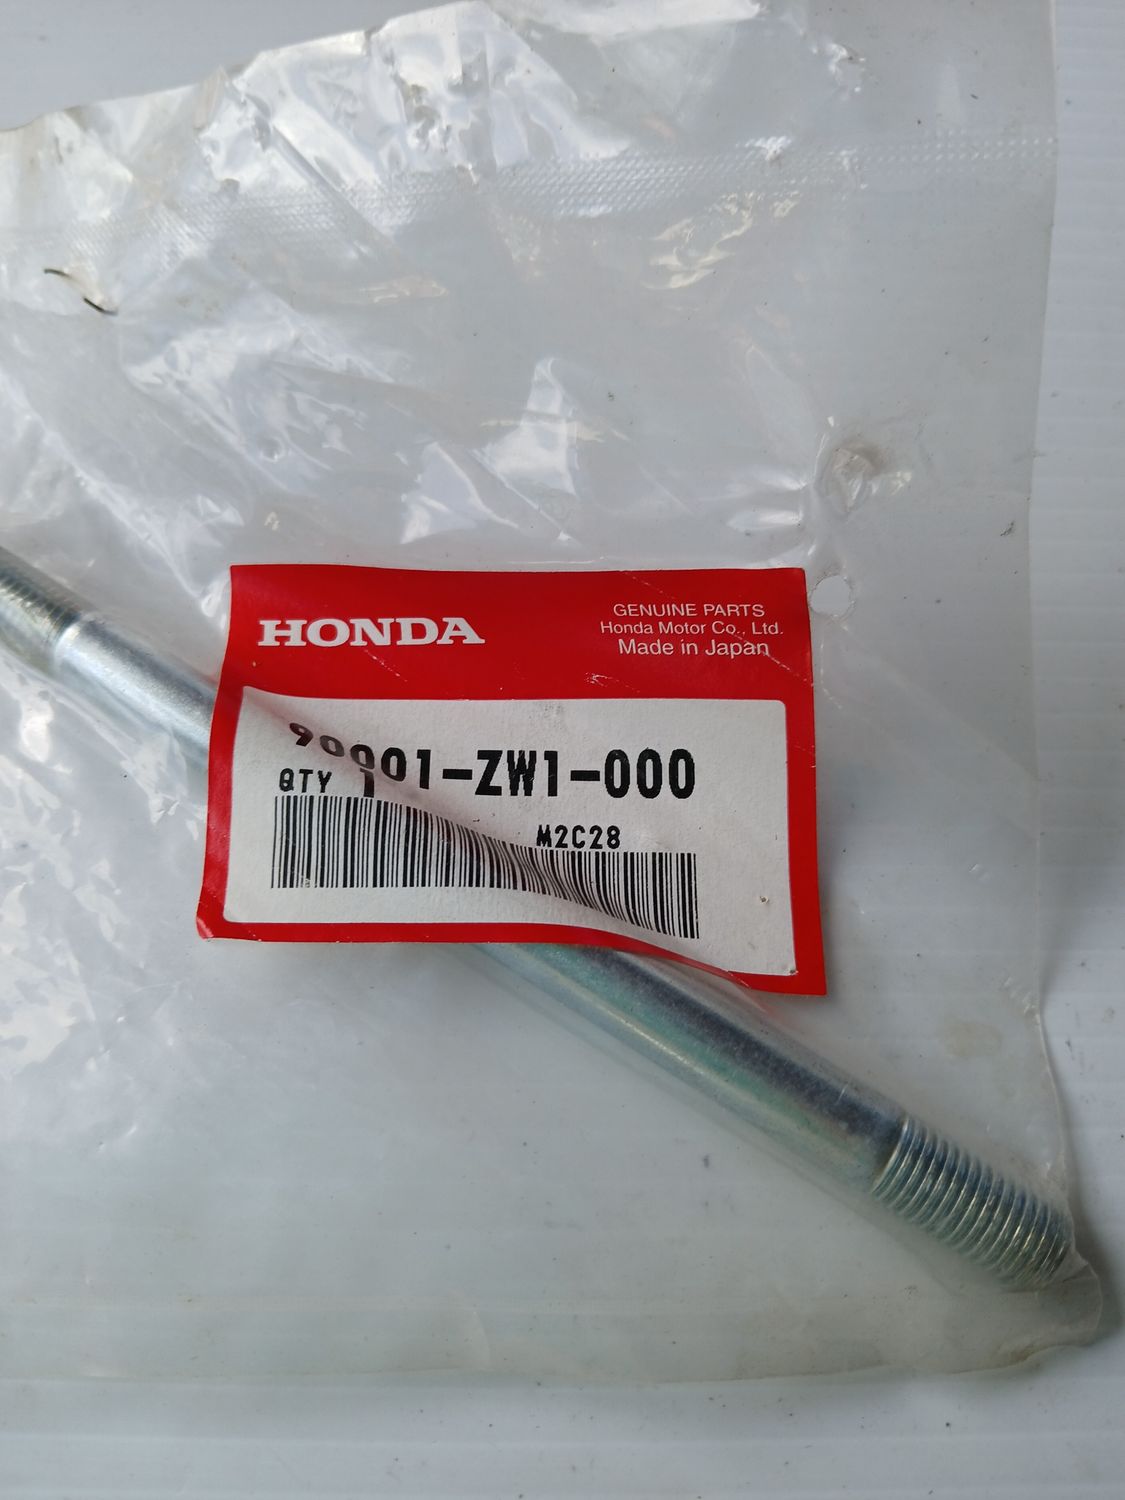 HONDA
GENUINE PARTS
Honda Motor Co., Ltd.
Made in Japan
90001-ZW1-000
QTY 1
M2C28